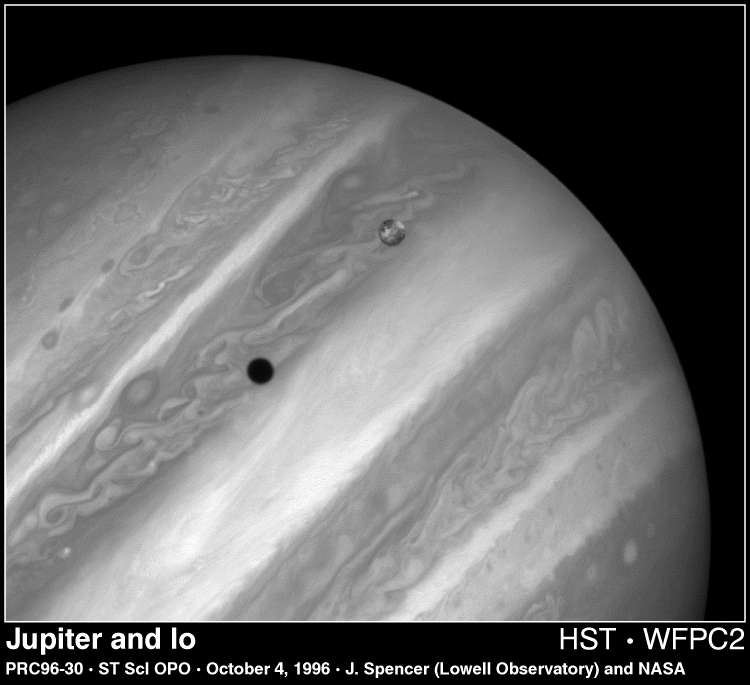 Jupiter and Io
HST • WFPC2
PRC96-30 • ST ScI OPO • October 4, 1996 • J. Spencer (Lowell Observatory) and NASA